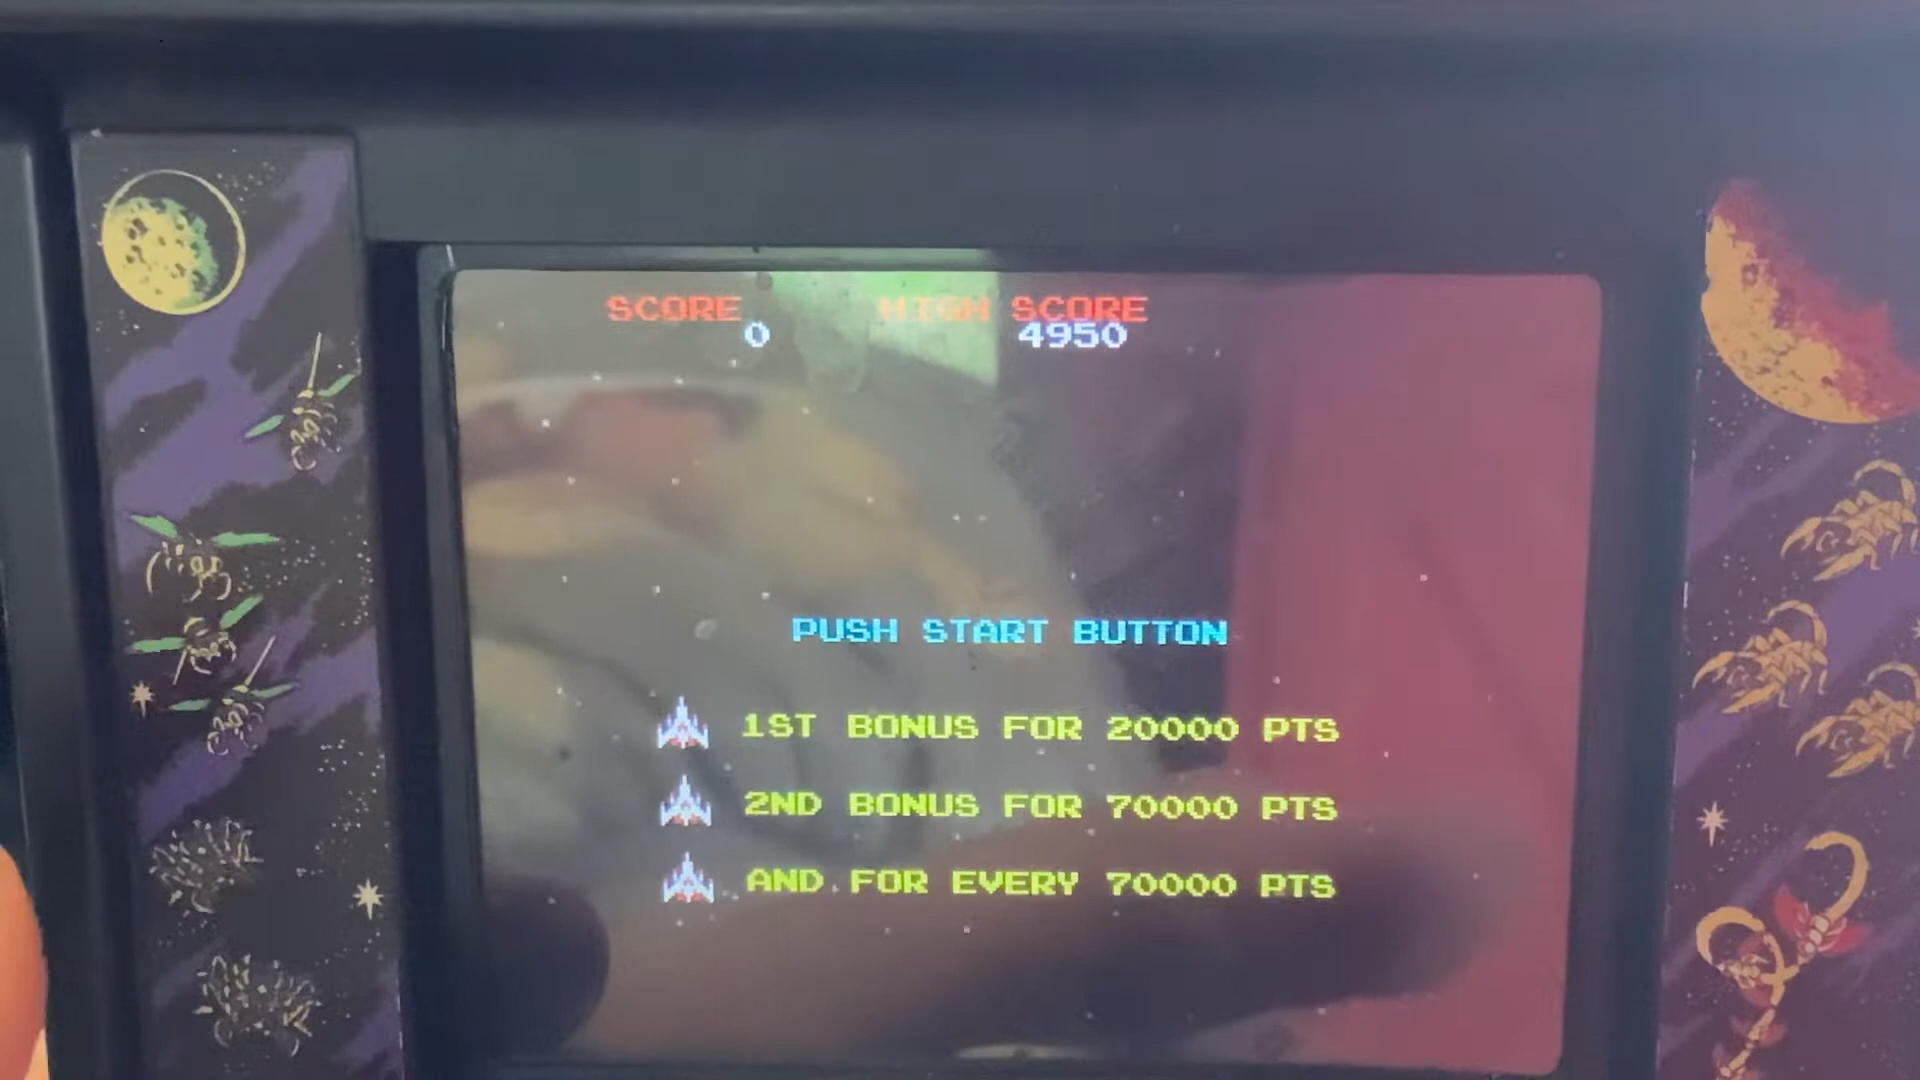 SCORE HIGH SCORE
0 4950
PUSH START BUTTON
1ST BONUS FOR 20000 PTS
2ND BONUS FOR 70000 PTS
AND FOR EVERY 70000 PTS